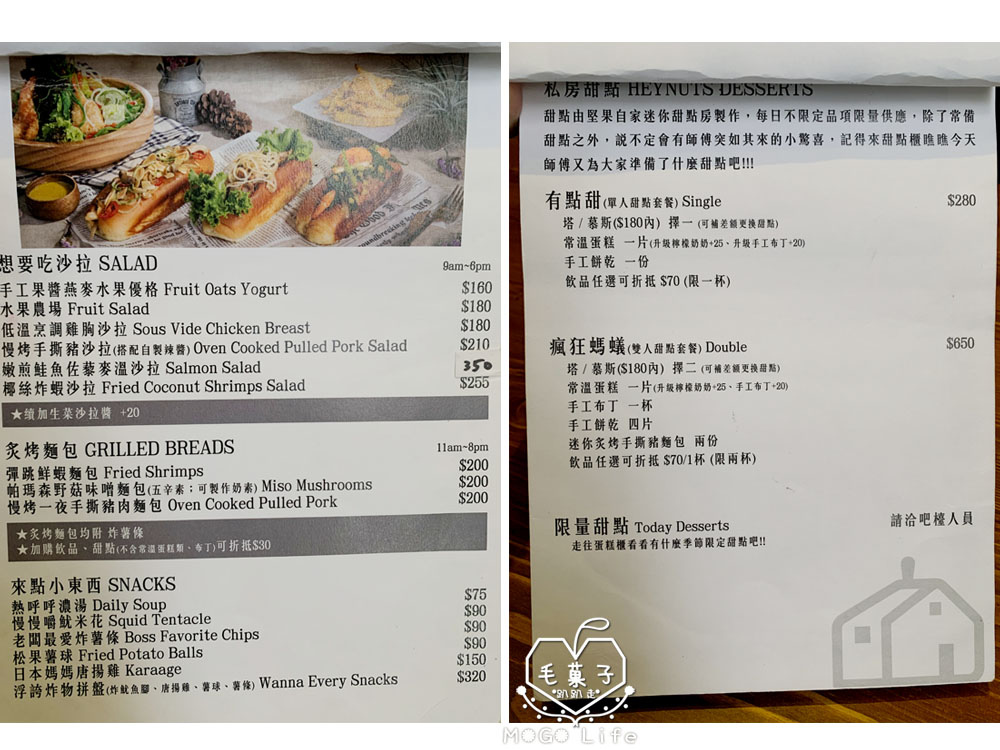 想要吃沙拉 SALAD 9am~6pm
手工果醬燕麥水果優格 Fruit Oats Yogurt $160
水果農場 Fruit Salad $180
低溫烹調雞胸沙拉 Sous Vide Chicken Breast $180
慢烤手撕豬沙拉(搭配自製辣醬) Oven Cooked Pulled Pork Salad $210
嫩煎鮭魚佐藜麥溫沙拉 Salmon Salad 350
椰絲炸蝦沙拉 Fried Coconut Shrimps Salad $255
★續加生菜沙拉醬 +20
炙烤麵包 GRILLED BREADS 11am~8pm
彈跳鮮蝦麵包 Fried Shrimps $200
帕瑪森野菇味噌麵包(五辛素；可製作奶素) Miso Mushrooms $200
慢烤一夜手撕豬肉麵包 Oven Cooked Pulled Pork $200
★炙烤麵包均附 炸薯條
★加購飲品、甜點(不含常溫蛋糕類、布丁)可折抵$30
來點小東西 SNACKS
熱呼呼濃湯 Daily Soup $75
慢慢嚼魷米花 Squid Tentacle $90
老闆最愛炸薯條 Boss Favorite Chips $90
松果薯球 Fried Potato Balls $90
日本媽媽唐揚雞 Karaage $150
浮誇炸物拼盤(炸魷魚腳、唐揚雞、薯球、薯條) Wanna Every Snacks $320
私房甜點 HEYNUTS DESSERTS
甜點由堅果自家迷你甜點房製作，每日不限定品項限量供應，除了常備
甜點之外，説不定會有師傅突如其來的小驚喜，記得來甜點櫃瞧瞧今天
師傅又為大家準備了什麼甜點吧!!!
有點甜(單人甜點套餐) Single $280
塔 / 慕斯($180內) 擇一 (可補差額更換甜點)
常溫蛋糕 一片(升級檸檬奶奶+25、升級手工布丁+20)
手工餅乾 一份
飲品任選可折抵 $70 (限一杯)
瘋狂螞蟻(雙人甜點套餐) Double $650
塔 / 慕斯($180內) 擇二 (可補差額更換甜點)
常溫蛋糕 一片(升級檸檬奶奶+25、手工布丁+20)
手工布丁 一杯
手工餅乾 四片
迷你炙烤手撕豬麵包 兩份
飲品任選可折抵 $70/1杯 (限兩杯)
限量甜點 Today Desserts 請洽吧檯人員
走往蛋糕櫃看看有什麼季節限定甜點吧!!
毛菓子
趴趴走
MOGO Life